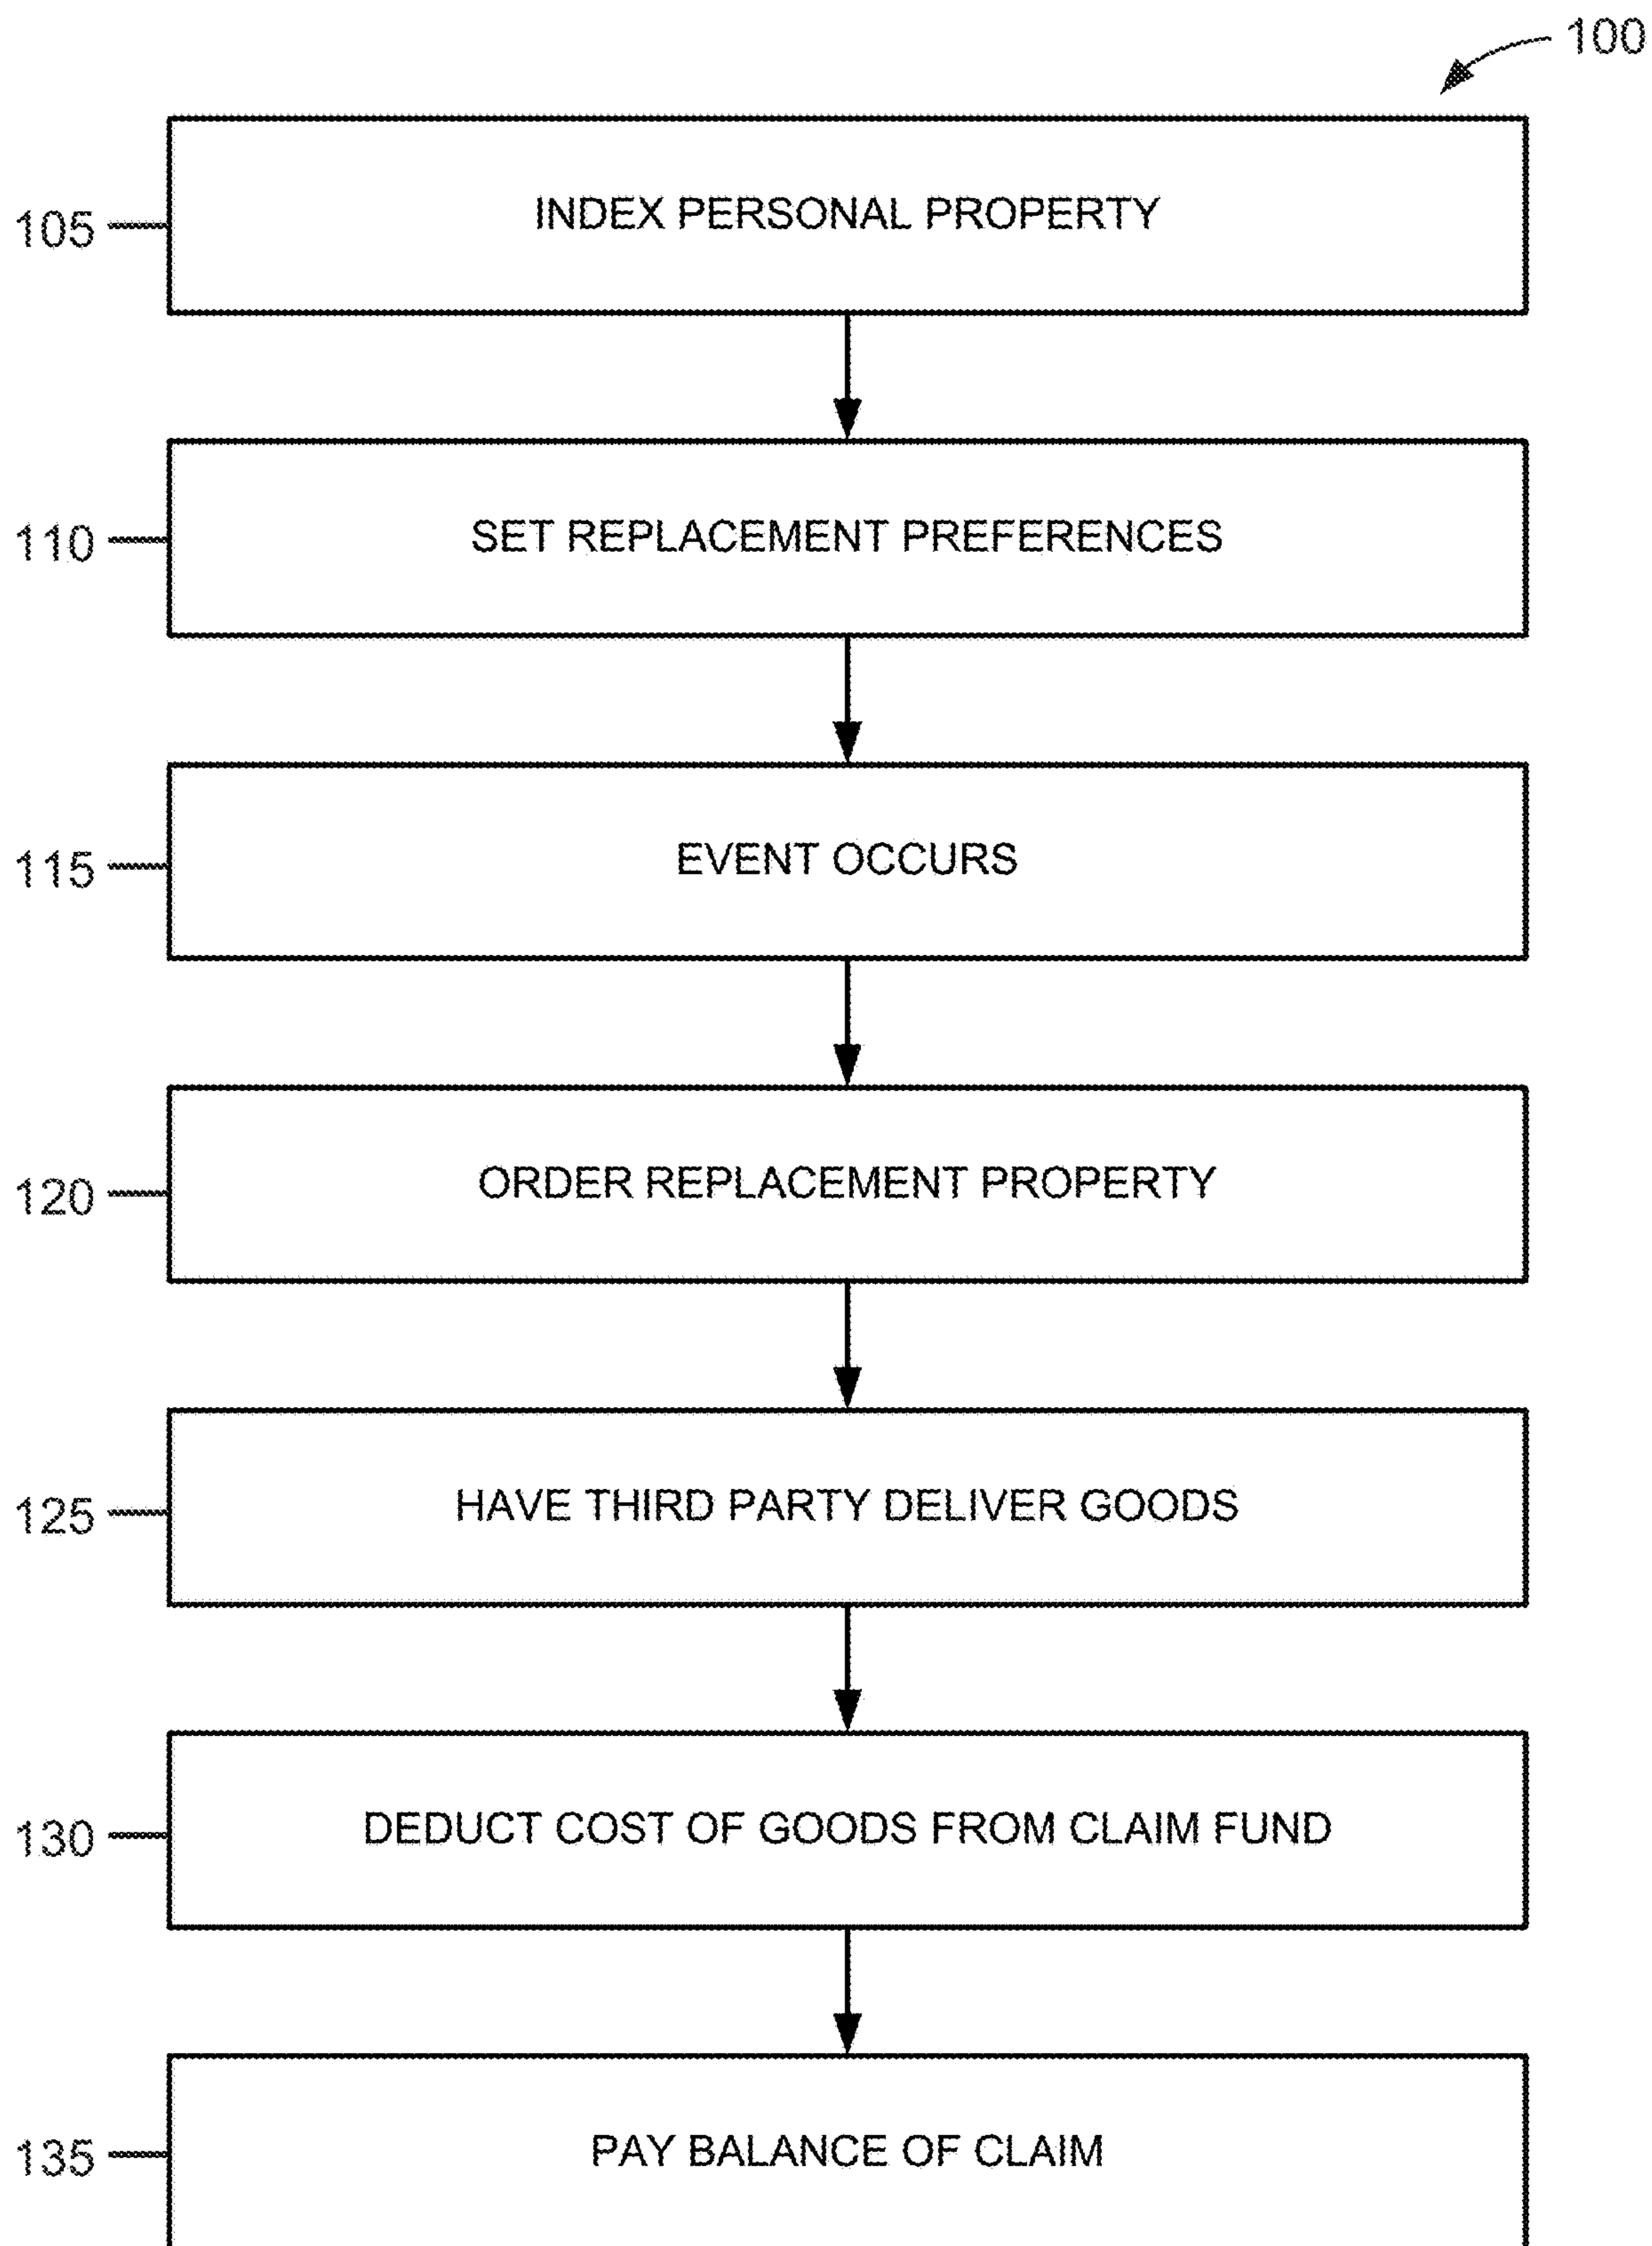 100
105
INDEX PERSONAL PROPERTY
110
SET REPLACEMENT PREFERENCES
115
EVENT OCCURS
120
ORDER REPLACEMENT PROPERTY
125
HAVE THIRD PARTY DELIVER GOODS
130
DEDUCT COST OF GOODS FROM CLAIM FUND
135
PAY BALANCE OF CLAIM